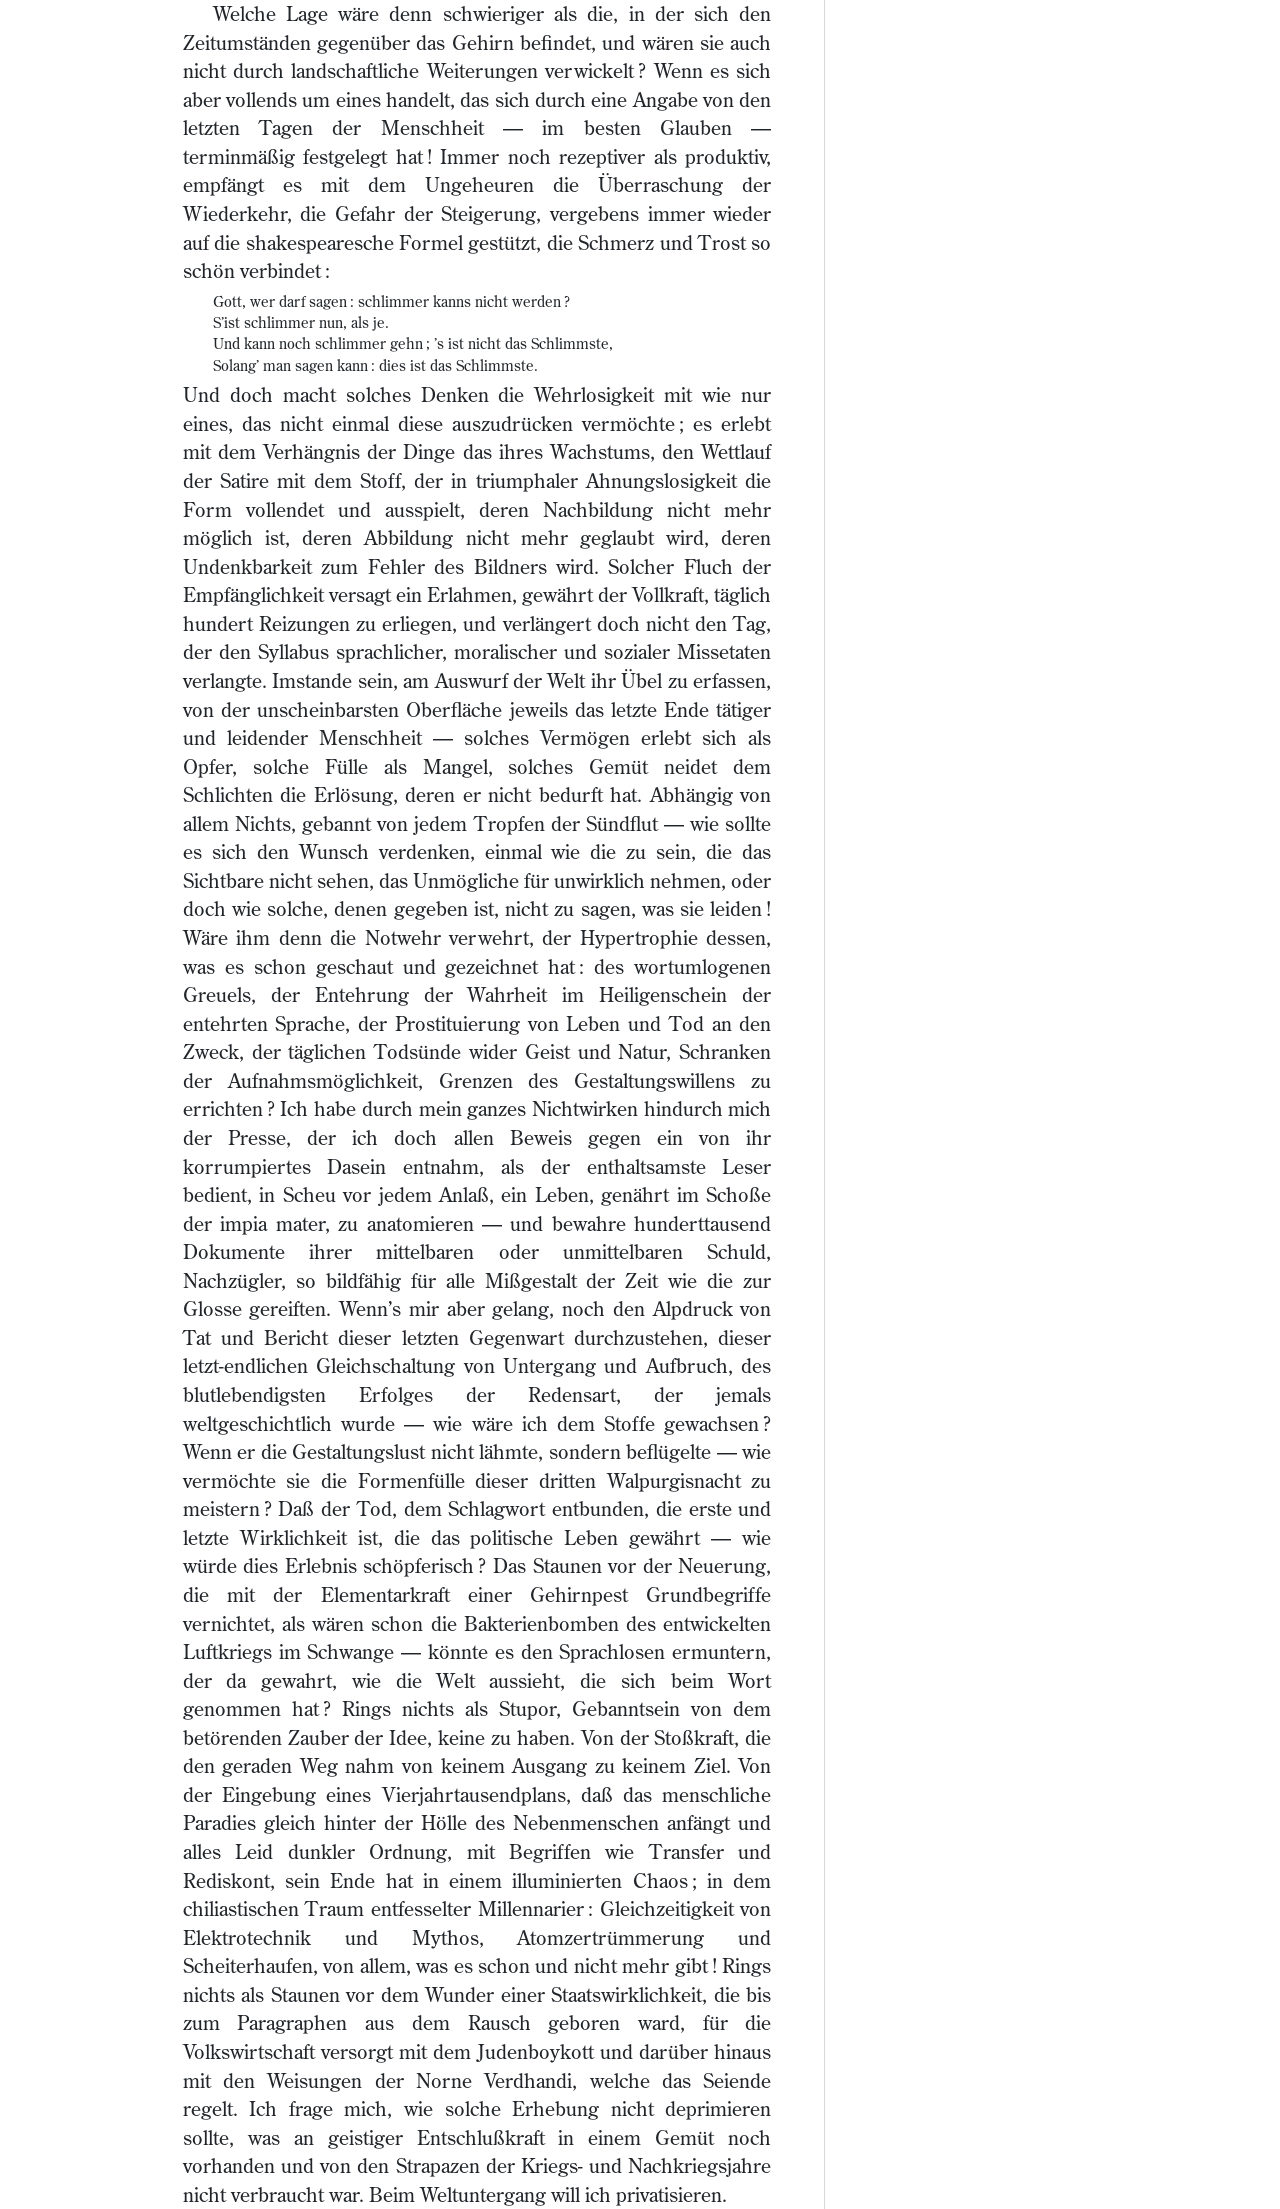 Welche Lage wäre denn schwieriger als die, in der sich den
Zeitumständen gegenüber das Gehirn befindet, und wären sie auch
nicht durch landschaftliche Weiterungen verwickelt ? Wenn es sich
aber vollends um eines handelt, das sich durch eine Angabe von den
letzten Tagen der Menschheit — im besten Glauben —
terminmäßig festgelegt hat ! Immer noch rezeptiver als produktiv,
empfängt es mit dem Ungeheuren die Überraschung der
Wiederkehr, die Gefahr der Steigerung, vergebens immer wieder
auf die shakespearesche Formel gestützt, die Schmerz und Trost so
schön verbindet :
Gott, wer darf sagen : schlimmer kanns nicht werden ?
S’ist schlimmer nun, als je.
Und kann noch schlimmer gehn ; ’s ist nicht das Schlimmste,
Solang’ man sagen kann : dies ist das Schlimmste.
Und doch macht solches Denken die Wehrlosigkeit mit wie nur
eines, das nicht einmal diese auszudrücken vermöchte ; es erlebt
mit dem Verhängnis der Dinge das ihres Wachstums, den Wettlauf
der Satire mit dem Stoff, der in triumphaler Ahnungslosigkeit die
Form vollendet und ausspielt, deren Nachbildung nicht mehr
möglich ist, deren Abbildung nicht mehr geglaubt wird, deren
Undenkbarkeit zum Fehler des Bildners wird. Solcher Fluch der
Empfänglichkeit versagt ein Erlahmen, gewährt der Vollkraft, täglich
hundert Reizungen zu erliegen, und verlängert doch nicht den Tag,
der den Syllabus sprachlicher, moralischer und sozialer Missetaten
verlangte. Imstande sein, am Auswurf der Welt ihr Übel zu erfassen,
von der unscheinbarsten Oberfläche jeweils das letzte Ende tätiger
und leidender Menschheit — solches Vermögen erlebt sich als
Opfer, solche Fülle als Mangel, solches Gemüt neidet dem
Schlichten die Erlösung, deren er nicht bedurft hat. Abhängig von
allem Nichts, gebannt von jedem Tropfen der Sündflut — wie sollte
es sich den Wunsch verdenken, einmal wie die zu sein, die das
Sichtbare nicht sehen, das Unmögliche für unwirklich nehmen, oder
doch wie solche, denen gegeben ist, nicht zu sagen, was sie leiden !
Wäre ihm denn die Notwehr verwehrt, der Hypertrophie dessen,
was es schon geschaut und gezeichnet hat : des wortumlogenen
Greuels, der Entehrung der Wahrheit im Heiligenschein der
entehrten Sprache, der Prostituierung von Leben und Tod an den
Zweck, der täglichen Todsünde wider Geist und Natur, Schranken
der Aufnahmsmöglichkeit, Grenzen des Gestaltungswillens zu
errichten ? Ich habe durch mein ganzes Nichtwirken hindurch mich
der Presse, der ich doch allen Beweis gegen ein von ihr
korrumpiertes Dasein entnahm, als der enthaltsamste Leser
bedient, in Scheu vor jedem Anlaß, ein Leben, genährt im Schoße
der impia mater, zu anatomieren — und bewahre hunderttausend
Dokumente ihrer mittelbaren oder unmittelbaren Schuld,
Nachzügler, so bildfähig für alle Mißgestalt der Zeit wie die zur
Glosse gereiften. Wenn’s mir aber gelang, noch den Alpdruck von
Tat und Bericht dieser letzten Gegenwart durchzustehen, dieser
letzt-endlichen Gleichschaltung von Untergang und Aufbruch, des
blutlebendigsten Erfolges der Redensart, der jemals
weltgeschichtlich wurde — wie wäre ich dem Stoffe gewachsen ?
Wenn er die Gestaltungslust nicht lähmte, sondern beflügelte — wie
vermöchte sie die Formenfülle dieser dritten Walpurgisnacht zu
meistern ? Daß der Tod, dem Schlagwort entbunden, die erste und
letzte Wirklichkeit ist, die das politische Leben gewährt — wie
würde dies Erlebnis schöpferisch ? Das Staunen vor der Neuerung,
die mit der Elementarkraft einer Gehirnpest Grundbegriffe
vernichtet, als wären schon die Bakterienbomben des entwickelten
Luftkriegs im Schwange — könnte es den Sprachlosen ermuntern,
der da gewahrt, wie die Welt aussieht, die sich beim Wort
genommen hat ? Rings nichts als Stupor, Gebanntsein von dem
betörenden Zauber der Idee, keine zu haben. Von der Stoßkraft, die
den geraden Weg nahm von keinem Ausgang zu keinem Ziel. Von
der Eingebung eines Vierjahrtausendplans, daß das menschliche
Paradies gleich hinter der Hölle des Nebenmenschen anfängt und
alles Leid dunkler Ordnung, mit Begriffen wie Transfer und
Rediskont, sein Ende hat in einem illuminierten Chaos ; in dem
chiliastischen Traum entfesselter Millennarier : Gleichzeitigkeit von
Elektrotechnik und Mythos, Atomzertrümmerung und
Scheiterhaufen, von allem, was es schon und nicht mehr gibt ! Rings
nichts als Staunen vor dem Wunder einer Staatswirklichkeit, die bis
zum Paragraphen aus dem Rausch geboren ward, für die
Volkswirtschaft versorgt mit dem Judenboykott und darüber hinaus
mit den Weisungen der Norne Verdhandi, welche das Seiende
regelt. Ich frage mich, wie solche Erhebung nicht deprimieren
sollte, was an geistiger Entschlußkraft in einem Gemüt noch
vorhanden und von den Strapazen der Kriegs- und Nachkriegsjahre
nicht verbraucht war. Beim Weltuntergang will ich privatisieren.